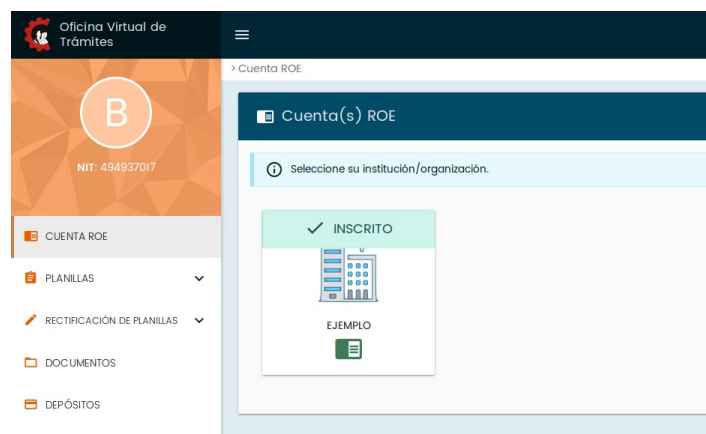 Oficina Virtual de
Trámites
> Cuenta ROE
B
NIT: 494937017
CUENTA ROE
PLANILLAS
RECTIFICACIÓN DE PLANILLAS
DOCUMENTOS
DEPÓSITOS
Cuenta(s) ROE
Seleccione su institución/organización.
INSCRITO
EJEMPLO